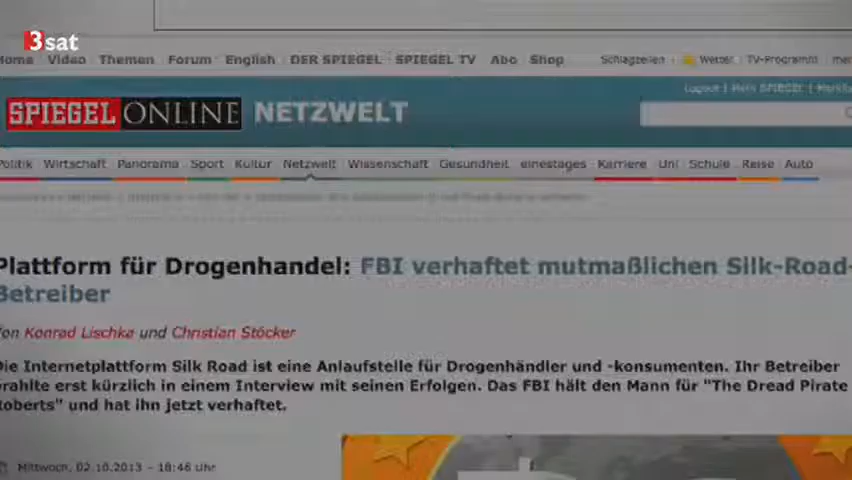 3sat
Home Video Themen Forum English DER SPIEGEL SPIEGEL TV Abo Shop Schlagzeilen Wetter TV-Programm
Logout | Mein SPIEGEL |
SPIEGEL ONLINE NETZWELT
Politik Wirtschaft Panorama Sport Kultur Netzwelt Wissenschaft Gesundheit einestages Karriere Uni Schule Reise Auto
Plattform für Drogenhandel: FBI verhaftet mutmaßlichen Silk-Road-
Betreiber
Von Konrad Lischka und Christian Stöcker
Die Internetplattform Silk Road ist eine Anlaufstelle für Drogenhändler und -konsumenten. Ihr Betreiber
prahlte erst kürzlich in einem Interview mit seinen Erfolgen. Das FBI hält den Mann für "The Dread Pirate
Roberts" und hat ihn jetzt verhaftet.
Mittwoch, 02.10.2013 – 18:46 Uhr